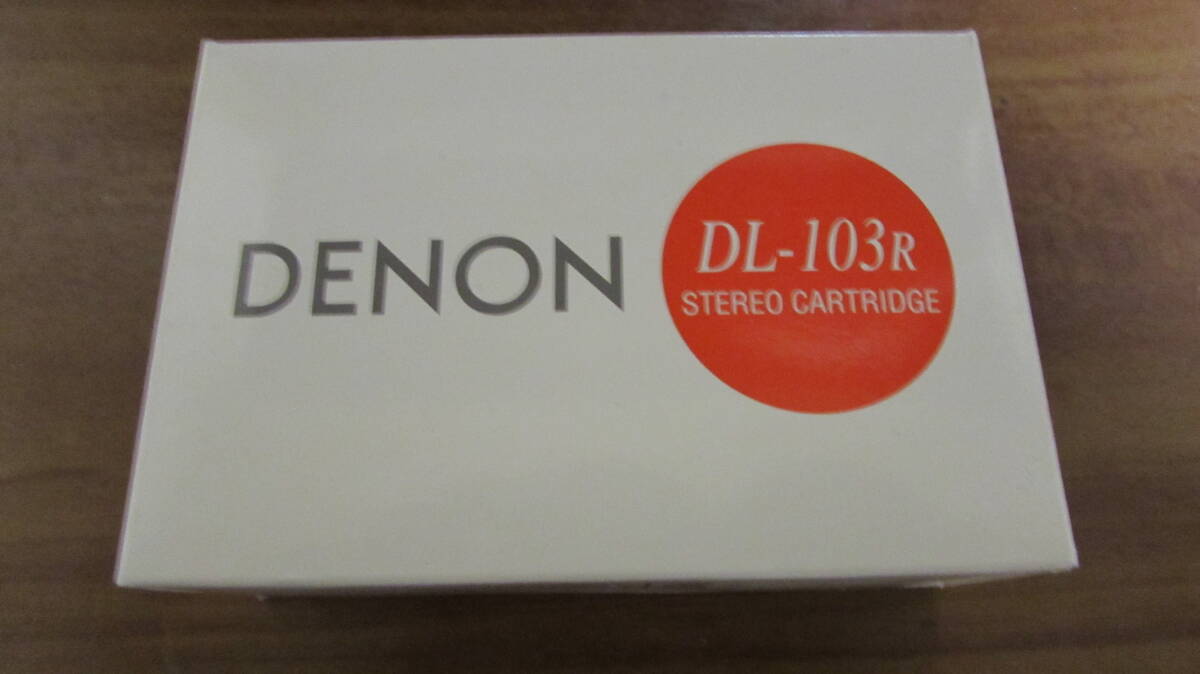 DENON
DL-103R
STEREO CARTRIDGE